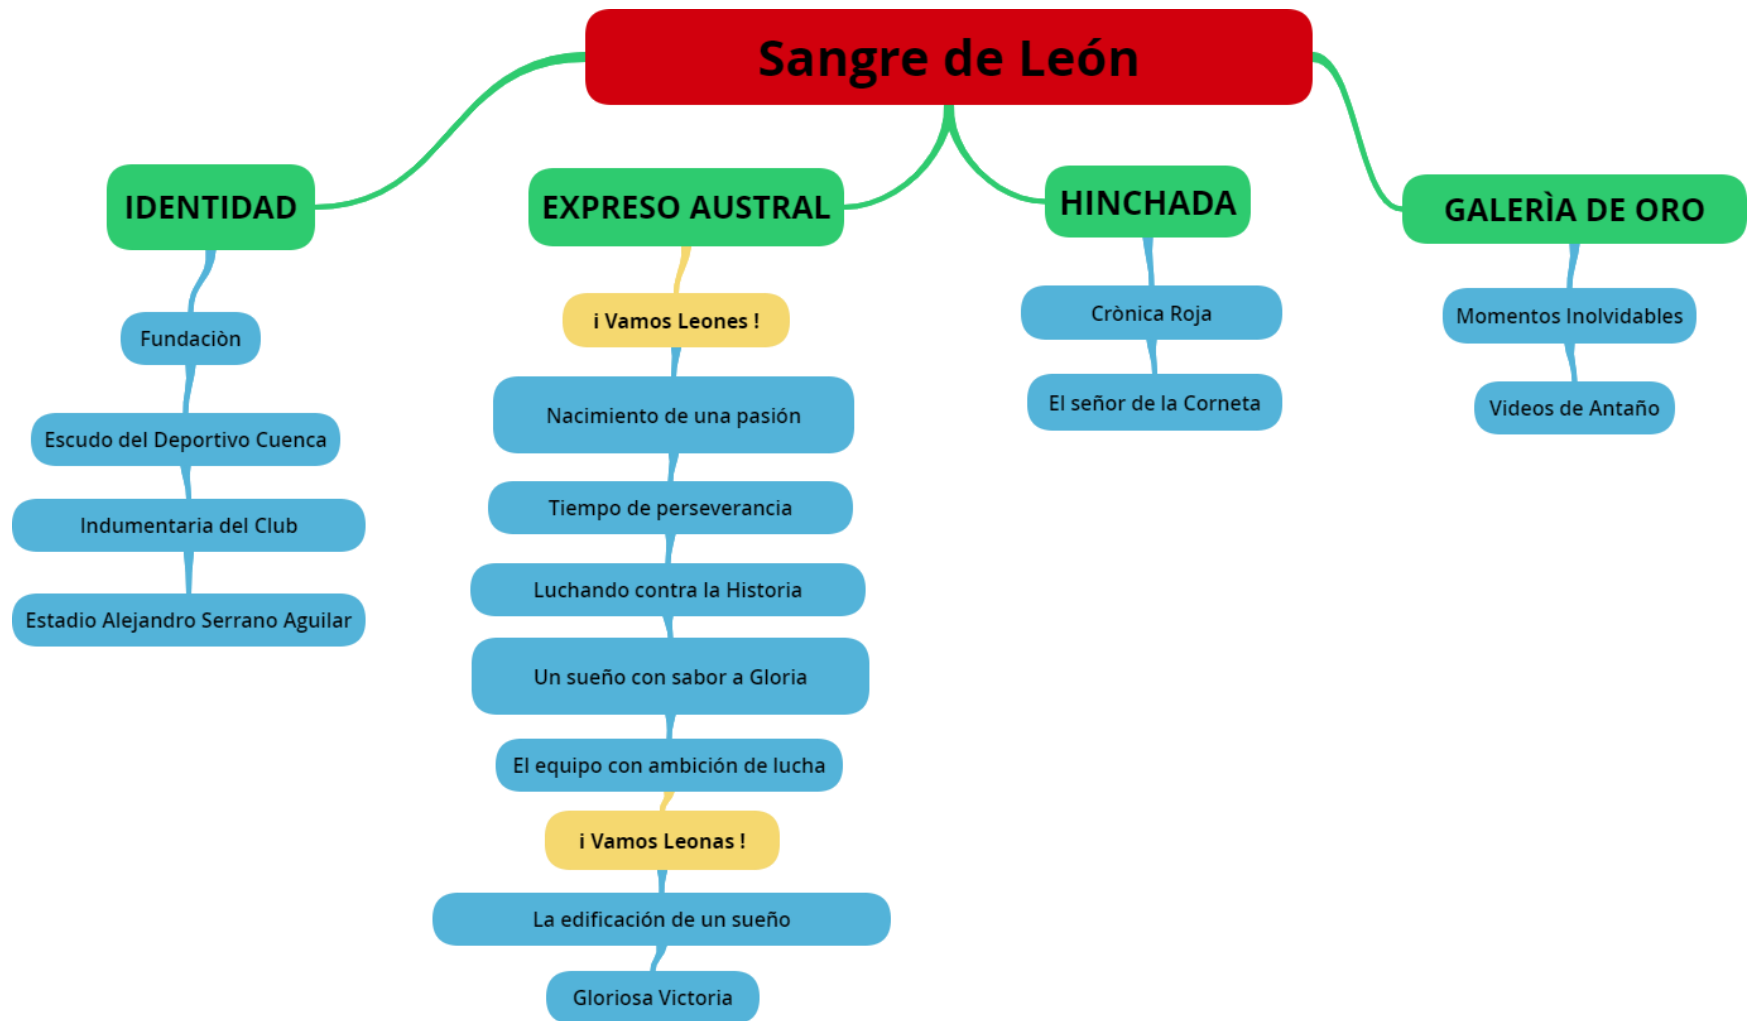 Sangre de León
IDENTIDAD
Fundaciòn
Escudo del Deportivo Cuenca
Indumentaria del Club
Estadio Alejandro Serrano Aguilar
EXPRESO AUSTRAL
¡ Vamos Leones !
Nacimiento de una pasión
Tiempo de perseverancia
Luchando contra la Historia
Un sueño con sabor a Gloria
El equipo con ambición de lucha
¡ Vamos Leonas !
La edificación de un sueño
Gloriosa Victoria
HINCHADA
Crònica Roja
El señor de la Corneta
GALERÌA DE ORO
Momentos Inolvidables
Videos de Antaño